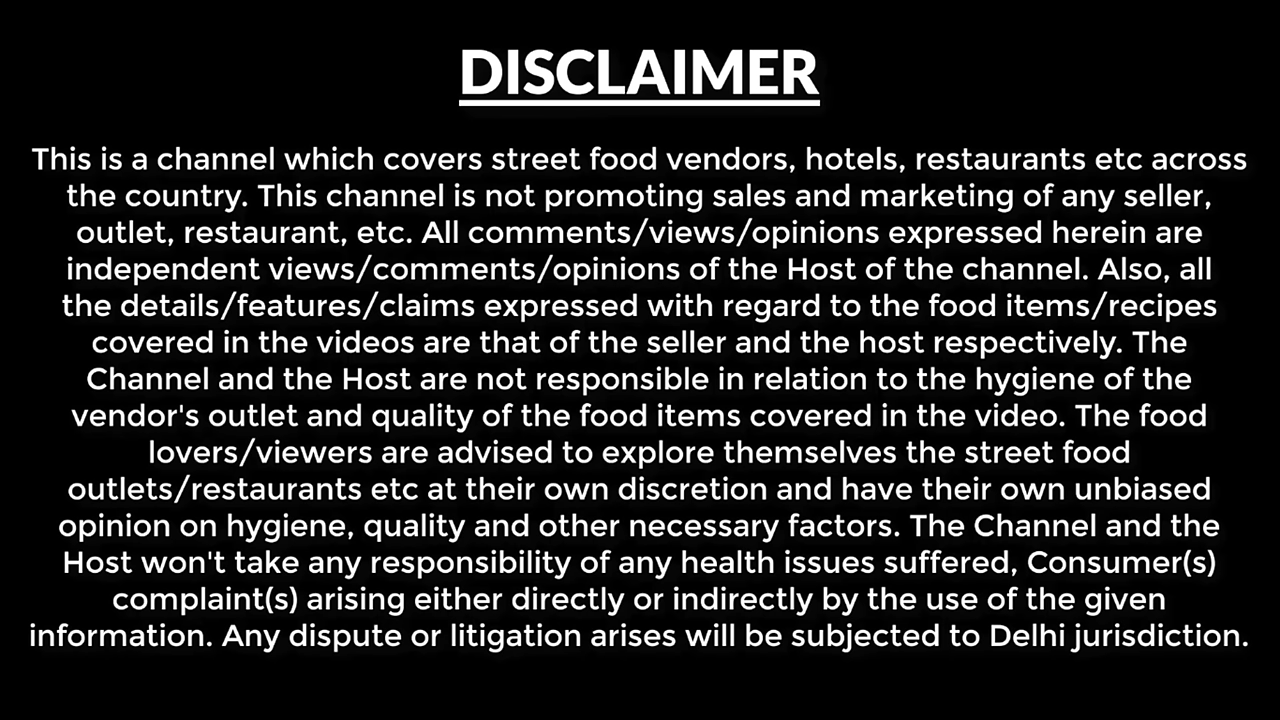 DISCLAIMER
This is a channel which covers street food vendors, hotels, restaurants etc across
the country. This channel is not promoting sales and marketing of any seller,
outlet, restaurant, etc. All comments/views/opinions expressed herein are
independent views/comments/opinions of the Host of the channel. Also, all
the details/features/claims expressed with regard to the food items/recipes
covered in the videos are that of the seller and the host respectively. The
Channel and the Host are not responsible in relation to the hygiene of the
vendor's outlet and quality of the food items covered in the video. The food
lovers/viewers are advised to explore themselves the street food
outlets/restaurants etc at their own discretion and have their own unbiased
opinion on hygiene, quality and other necessary factors. The Channel and the
Host won't take any responsibility of any health issues suffered, Consumer(s)
complaint(s) arising either directly or indirectly by the use of the given
information. Any dispute or litigation arises will be subjected to Delhi jurisdiction.